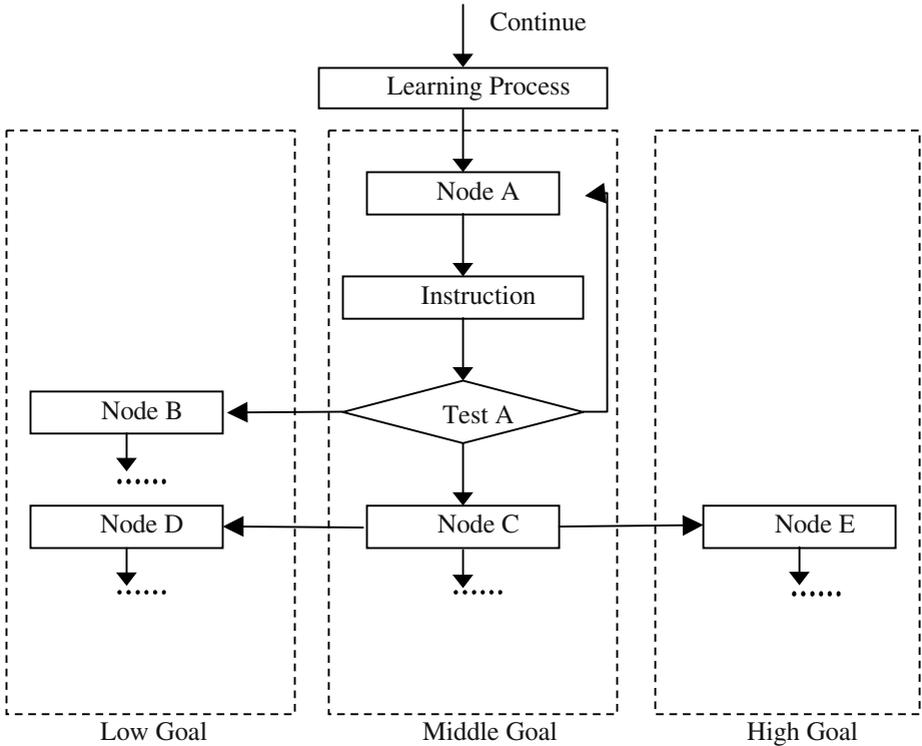 Continue
Learning Process
Node A
Instruction
Node B
Test A
......
Node D
Node C
Node E
......
......
......
Low Goal
Middle Goal
High Goal